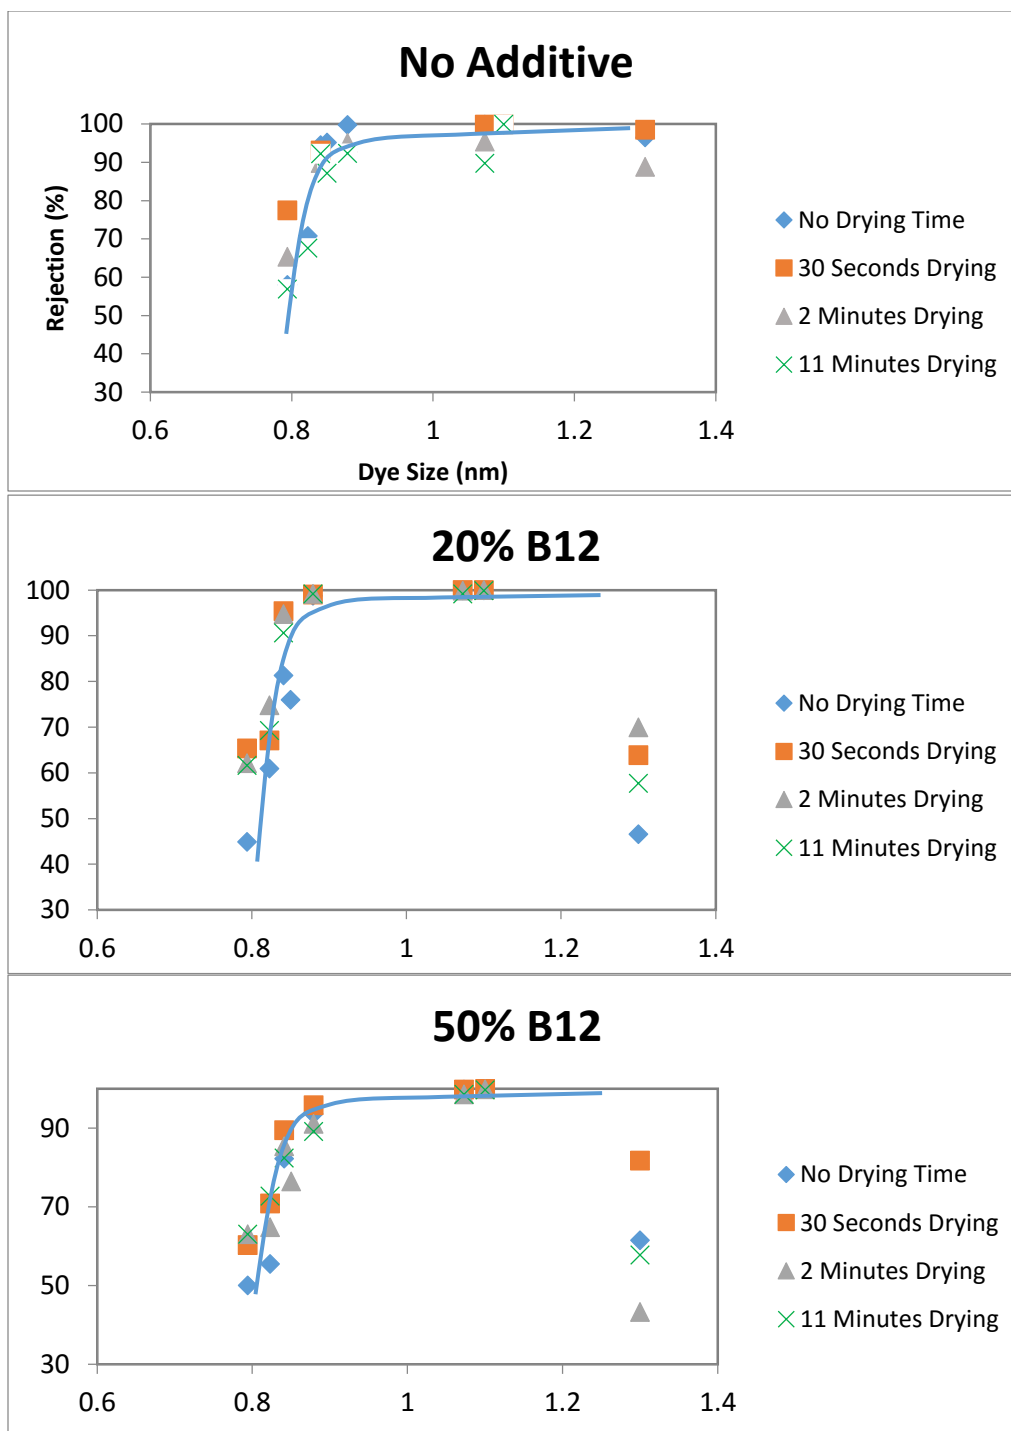 No Additive
100
90
80
70
60
50
40
30
Rejection (%)
0.6 0.8 1 1.2 1.4
Dye Size (nm)
No Drying Time
30 Seconds Drying
2 Minutes Drying
11 Minutes Drying
20% B12
100
90
80
70
60
50
40
30
0.6 0.8 1 1.2 1.4
No Drying Time
30 Seconds Drying
2 Minutes Drying
11 Minutes Drying
50% B12
90
70
50
30
0.6 0.8 1 1.2 1.4
No Drying Time
30 Seconds Drying
2 Minutes Drying
11 Minutes Drying